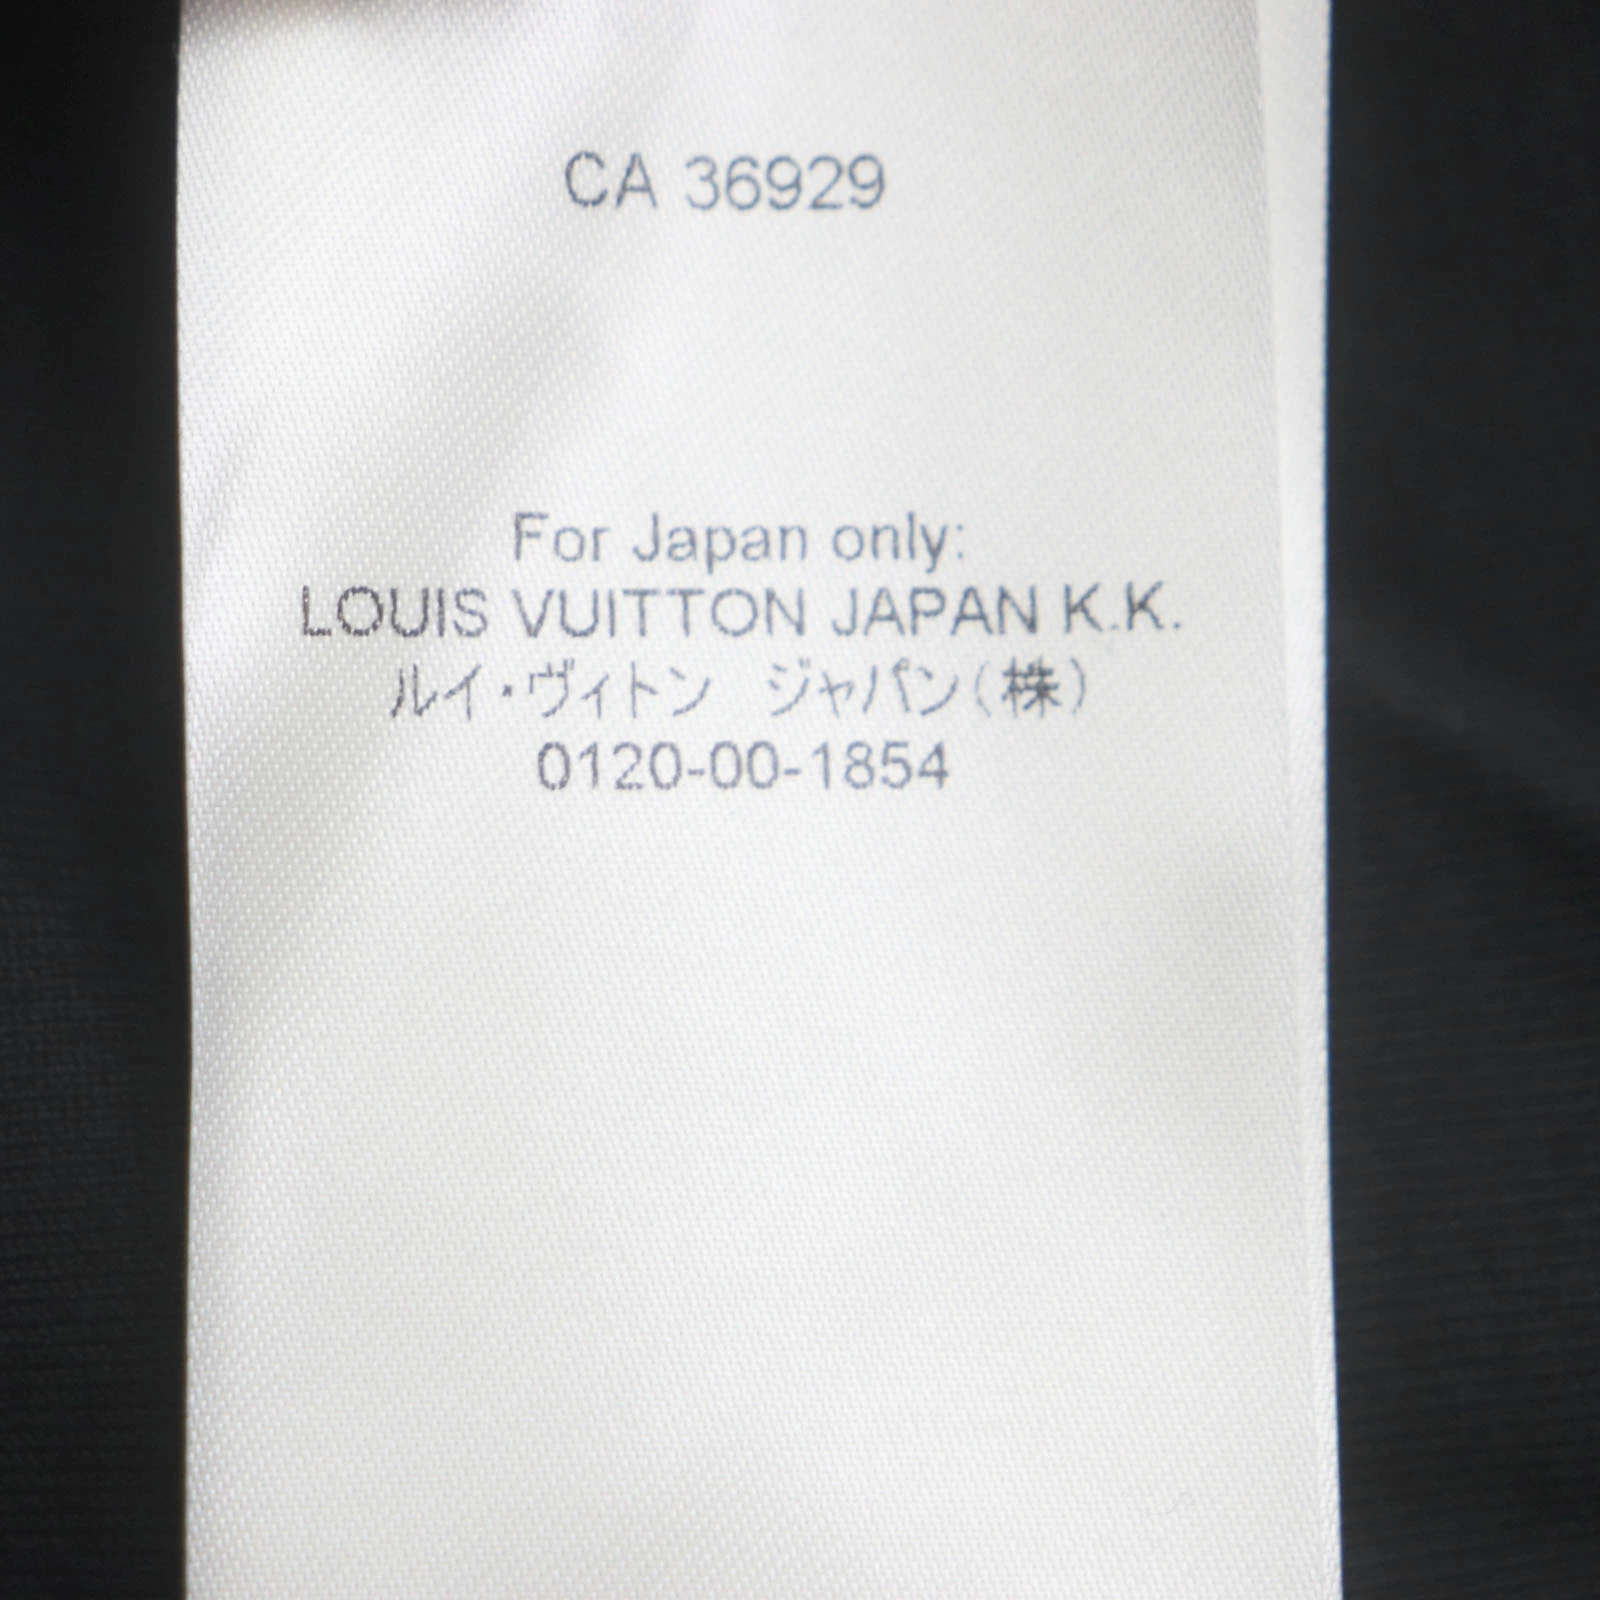 CA 36929
For Japan only:
LOUIS VUITTON JAPAN K.K.
ルイ・ヴィトン　ジャパン(株)
0120-00-1854